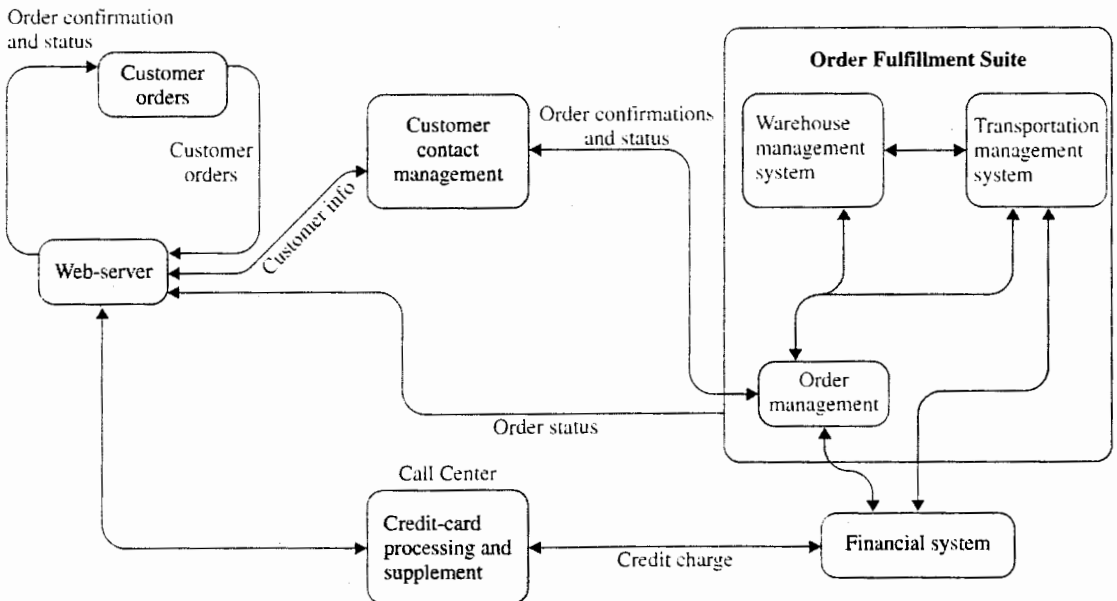 Order confirmation
and status
Customer
orders
Customer
orders
Web-server
Customer info
Customer
contact
management
Order confirmations
and status
Order Fulfillment Suite
Warehouse
management
system
Transportation
management
system
Order
management
Order status
Call Center
Credit-card
processing and
supplement
Credit charge
Financial system